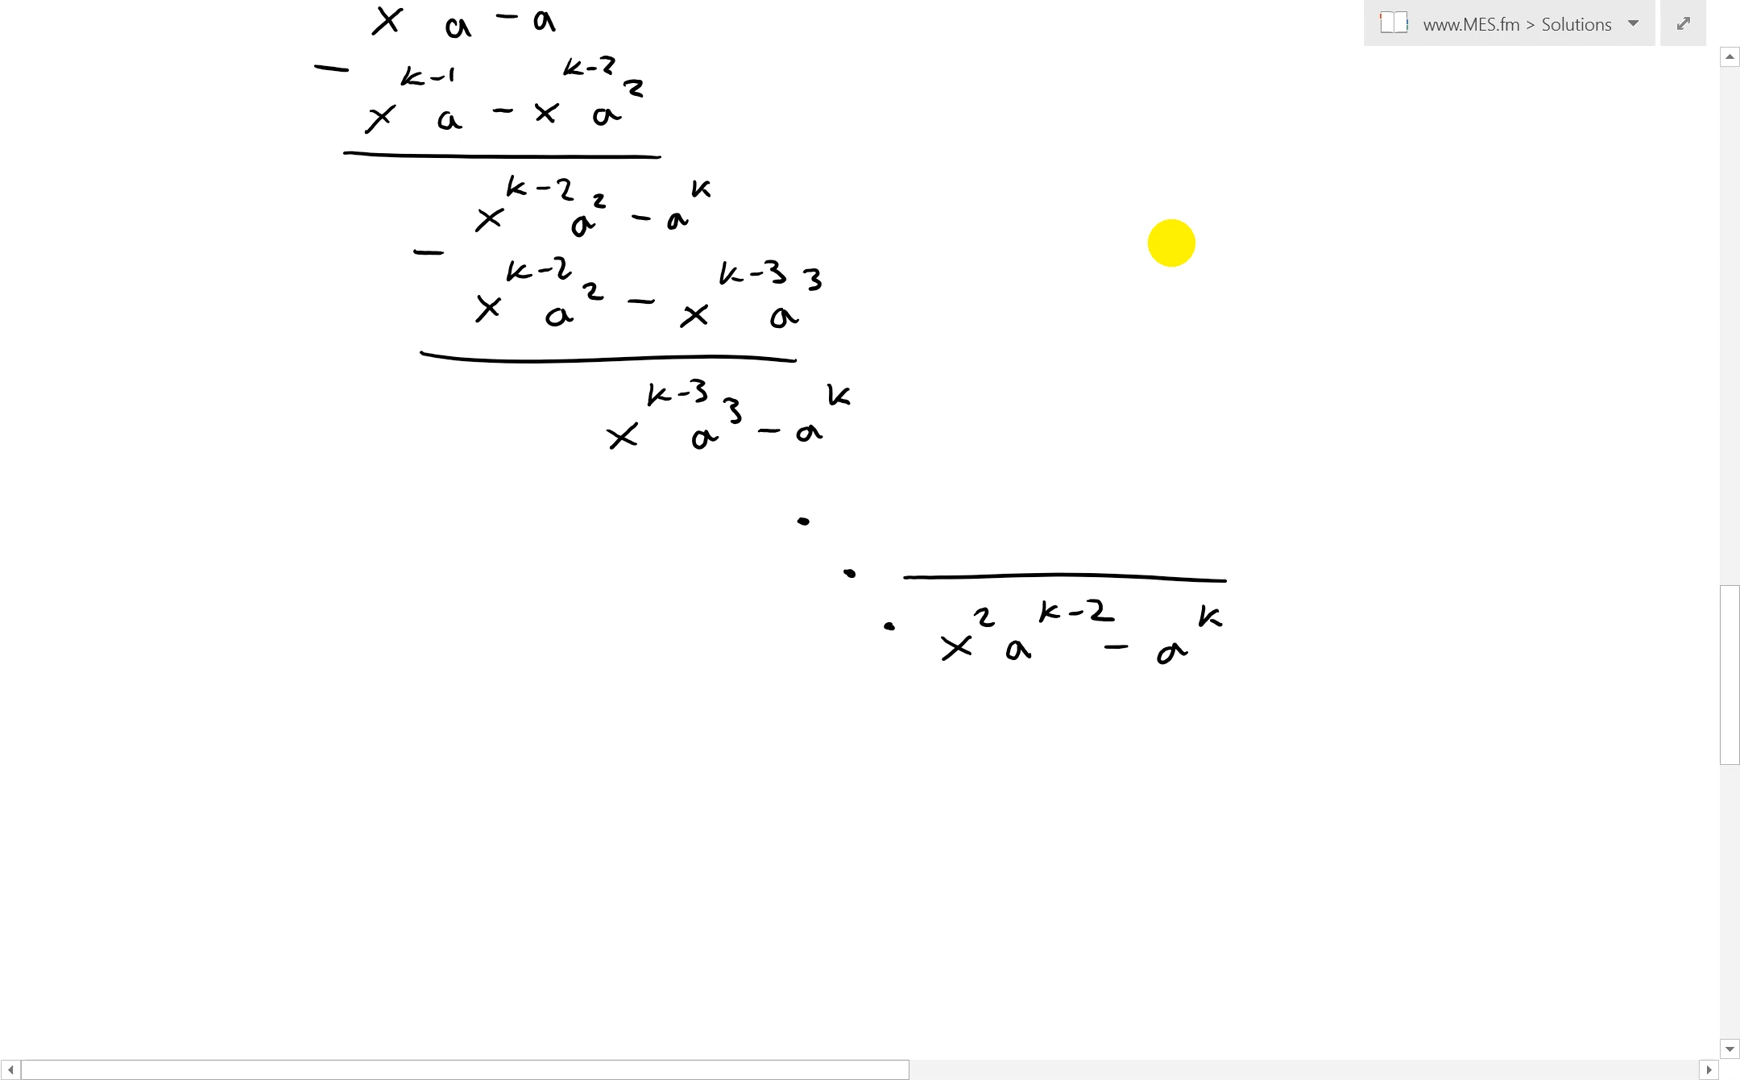 www.MES.fm > Solutions
x a - a
- x^{k-1} a - x^{k-2} a^2
x^{k-2} a^2 - a^k
- x^{k-2} a^2 - x^{k-3} a^3
x^{k-3} a^3 - a^k
x^2 a^{k-2} - a^k